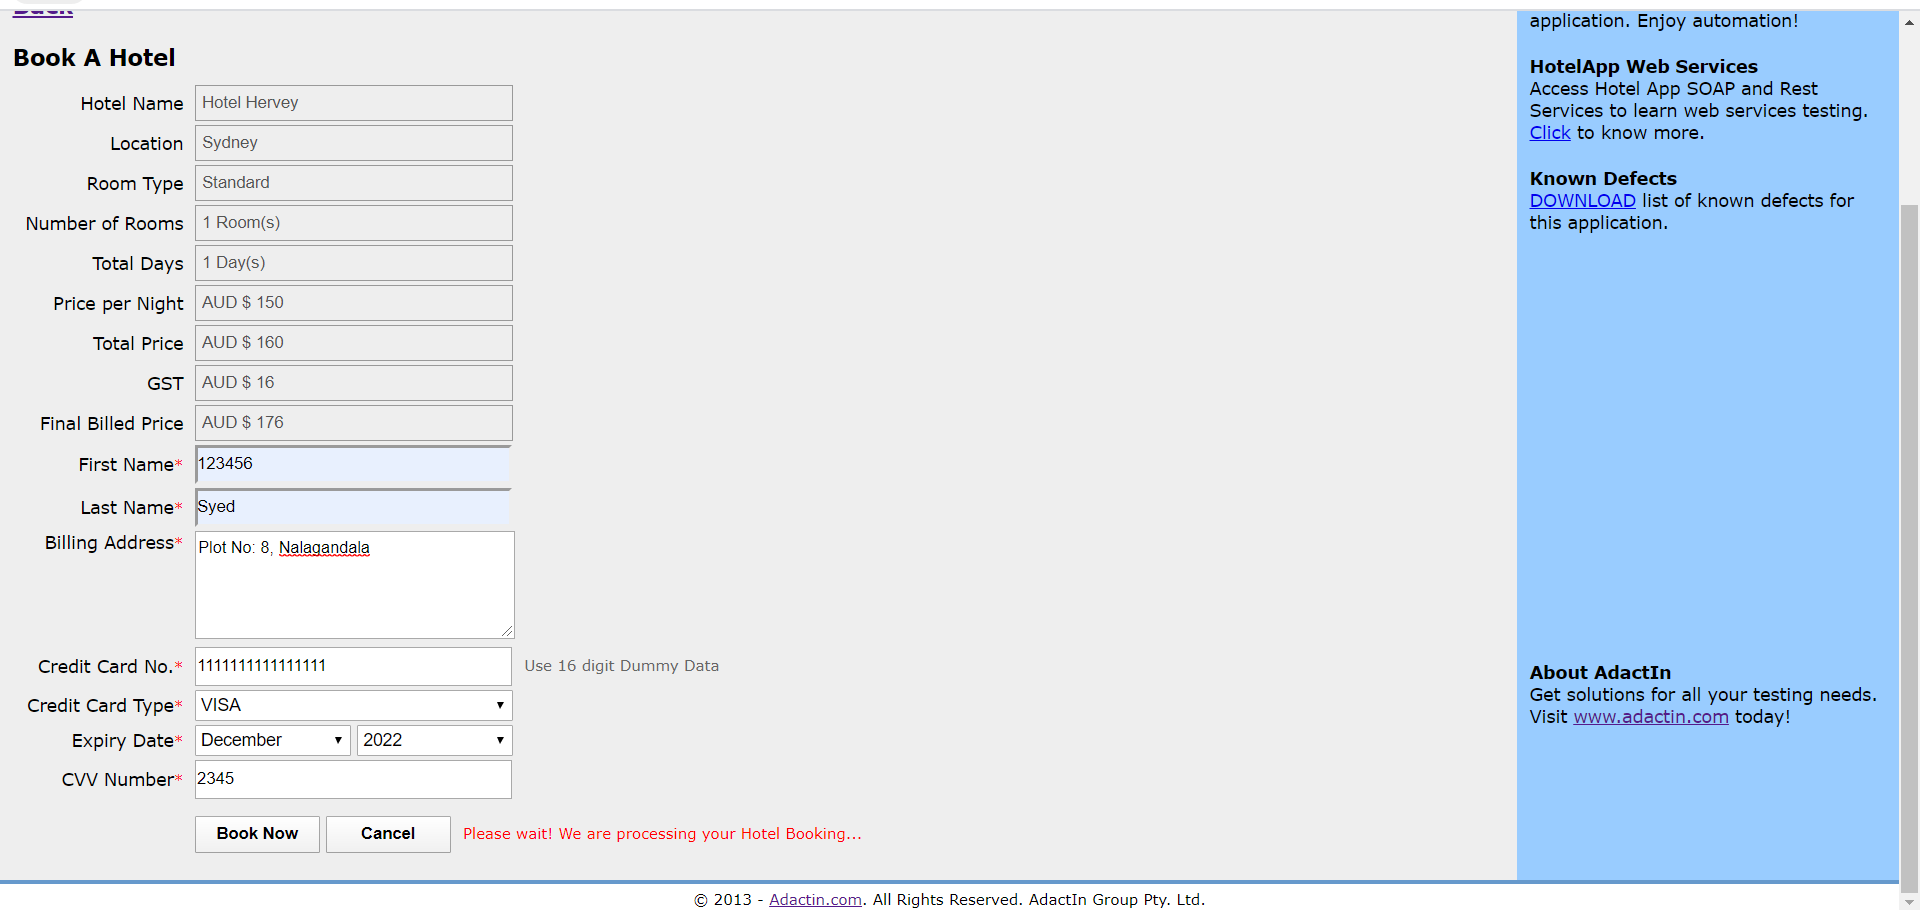 Back
Book A Hotel
Hotel Name Hotel Hervey
Location Sydney
Room Type Standard
Number of Rooms 1 Room(s)
Total Days 1 Day(s)
Price per Night AUD $ 150
Total Price AUD $ 160
GST AUD $ 16
Final Billed Price AUD $ 176
First Name* 123456
Last Name* Syed
Billing Address* Plot No: 8, Nalagandala
Credit Card No.* 1111111111111111 Use 16 digit Dummy Data
Credit Card Type* VISA
Expiry Date* December 2022
CVV Number* 2345
Book Now Cancel Please wait! We are processing your Hotel Booking...
application. Enjoy automation!
HotelApp Web Services
Access Hotel App SOAP and Rest
Services to learn web services testing.
Click to know more.
Known Defects
DOWNLOAD list of known defects for
this application.
About AdactIn
Get solutions for all your testing needs.
Visit www.adactin.com today!
© 2013 - Adactin.com. All Rights Reserved. AdactIn Group Pty. Ltd.